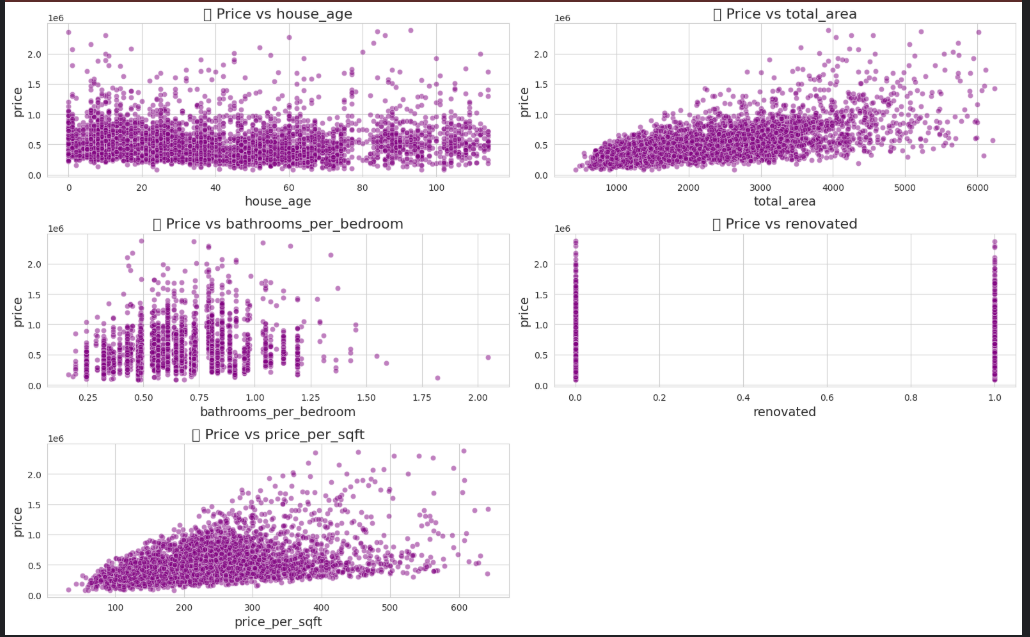 ▯ Price vs house_age
1e6
2.0
1.5
1.0
0.5
0.0
price
0 20 40 60 80 100
house_age
▯ Price vs total_area
1e6
2.0
1.5
1.0
0.5
0.0
price
1000 2000 3000 4000 5000 6000
total_area
▯ Price vs bathrooms_per_bedroom
1e6
2.0
1.5
1.0
0.5
0.0
price
0.25 0.50 0.75 1.00 1.25 1.50 1.75 2.00
bathrooms_per_bedroom
▯ Price vs renovated
1e6
2.0
1.5
1.0
0.5
0.0
price
0.0 0.2 0.4 0.6 0.8 1.0
renovated
▯ Price vs price_per_sqft
1e6
2.0
1.5
1.0
0.5
0.0
price
100 200 300 400 500 600
price_per_sqft